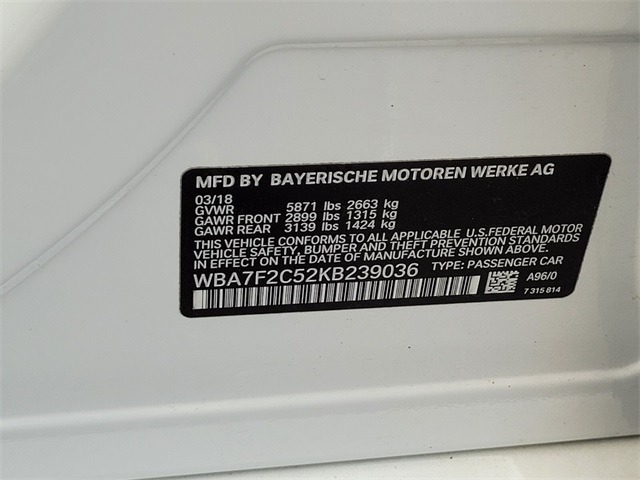 MFD BY BAYERISCHE MOTOREN WERKE AG
03/18
GVWR 5871 lbs 2663 kg
GAWR FRONT 2899 lbs 1315 kg
GAWR REAR 3139 lbs 1424 kg
THIS VEHICLE CONFORMS TO ALL APPLICABLE U.S.FEDERAL MOTOR
VEHICLE SAFETY, BUMPER, AND THEFT PREVENTION STANDARDS
IN EFFECT ON THE DATE OF MANUFACTURE SHOWN ABOVE.
WBA7F2C52KB239036 TYPE: PASSENGER CAR
A96/0
7 315 814